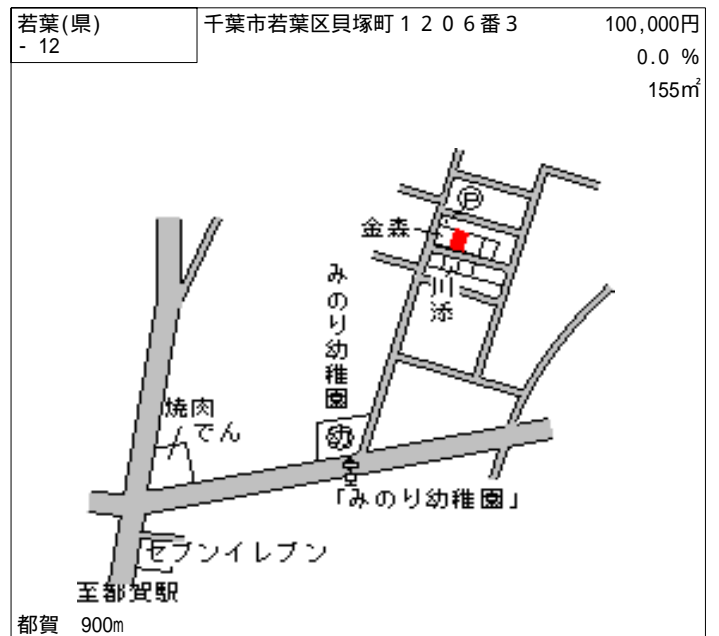 若葉(県)
- 12
千葉市若葉区貝塚町１２０６番３
100,000円
0.0 %
155㎡
Ⓟ
金森
川添
みのり幼稚園
焼肉
でん
幼
「みのり幼稚園」
セブンイレブン
至都賀駅
都賀 900m